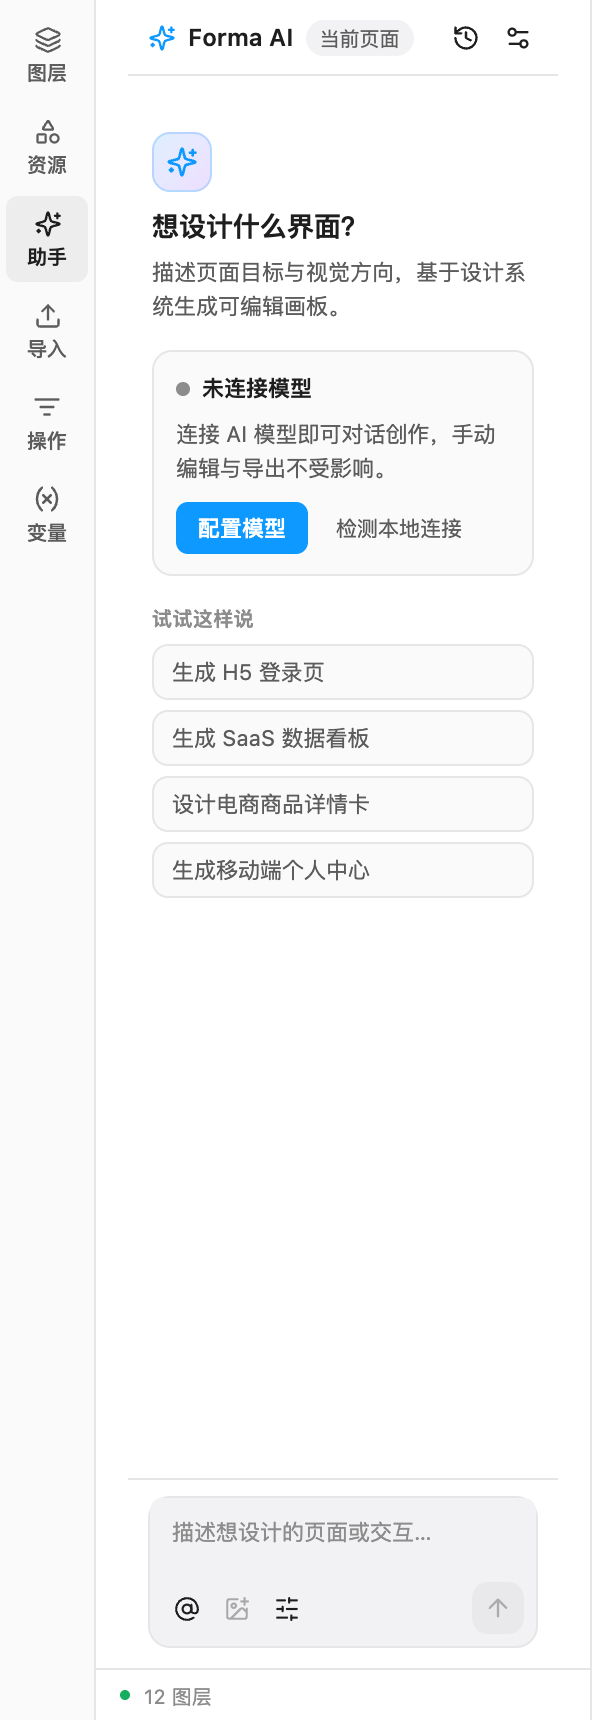 图层
资源
助手
导入
操作
变量
Forma AI 当前页面
想设计什么界面?
描述页面目标与视觉方向，基于设计系
统生成可编辑画板。
未连接模型
连接 AI 模型即可对话创作，手动
编辑与导出不受影响。
配置模型 检测本地连接
试试这样说
生成 H5 登录页
生成 SaaS 数据看板
设计电商商品详情卡
生成移动端个人中心
描述想设计的页面或交互...
12 图层